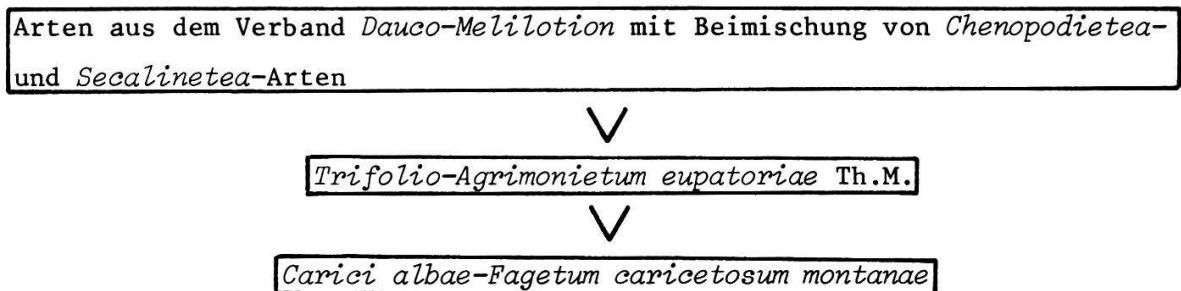 Arten aus dem Verband Dauco-Melilotion mit Beimischung von Chenopodietea-
und Secalinetea-Arten
Trifolio-Agrimonietum eupatoriae Th.M.
Carici albae-Fagetum caricetosum montanae